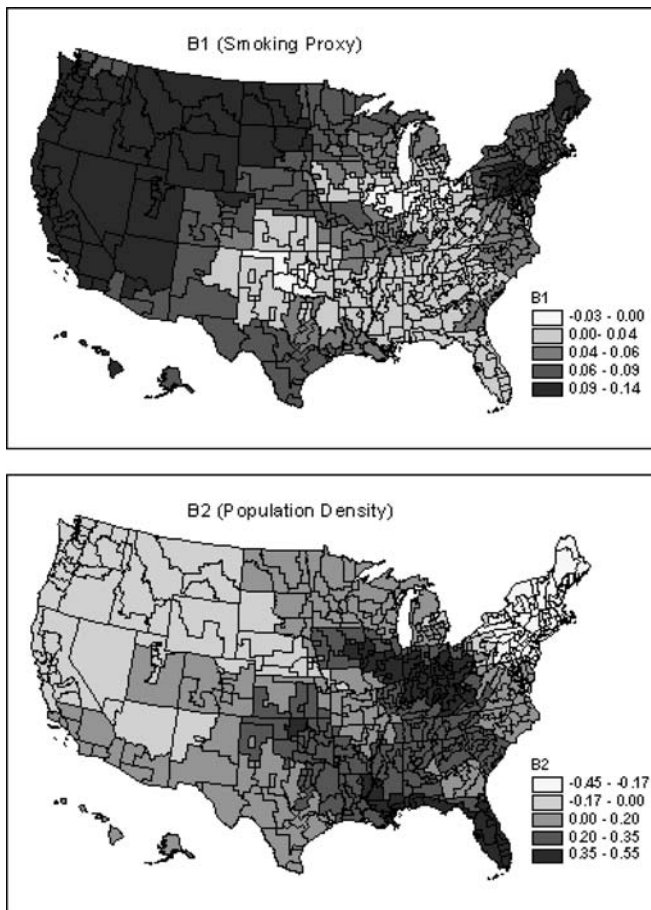 B1 (Smoking Proxy)
B1
-0.03 - 0.00
0.00- 0.04
0.04 - 0.06
0.06 - 0.09
0.09 - 0.14
B2 (Population Density)
B2
-0.45 - -0.17
-0.17 - 0.00
0.00 - 0.20
0.20 - 0.35
0.35 - 0.55